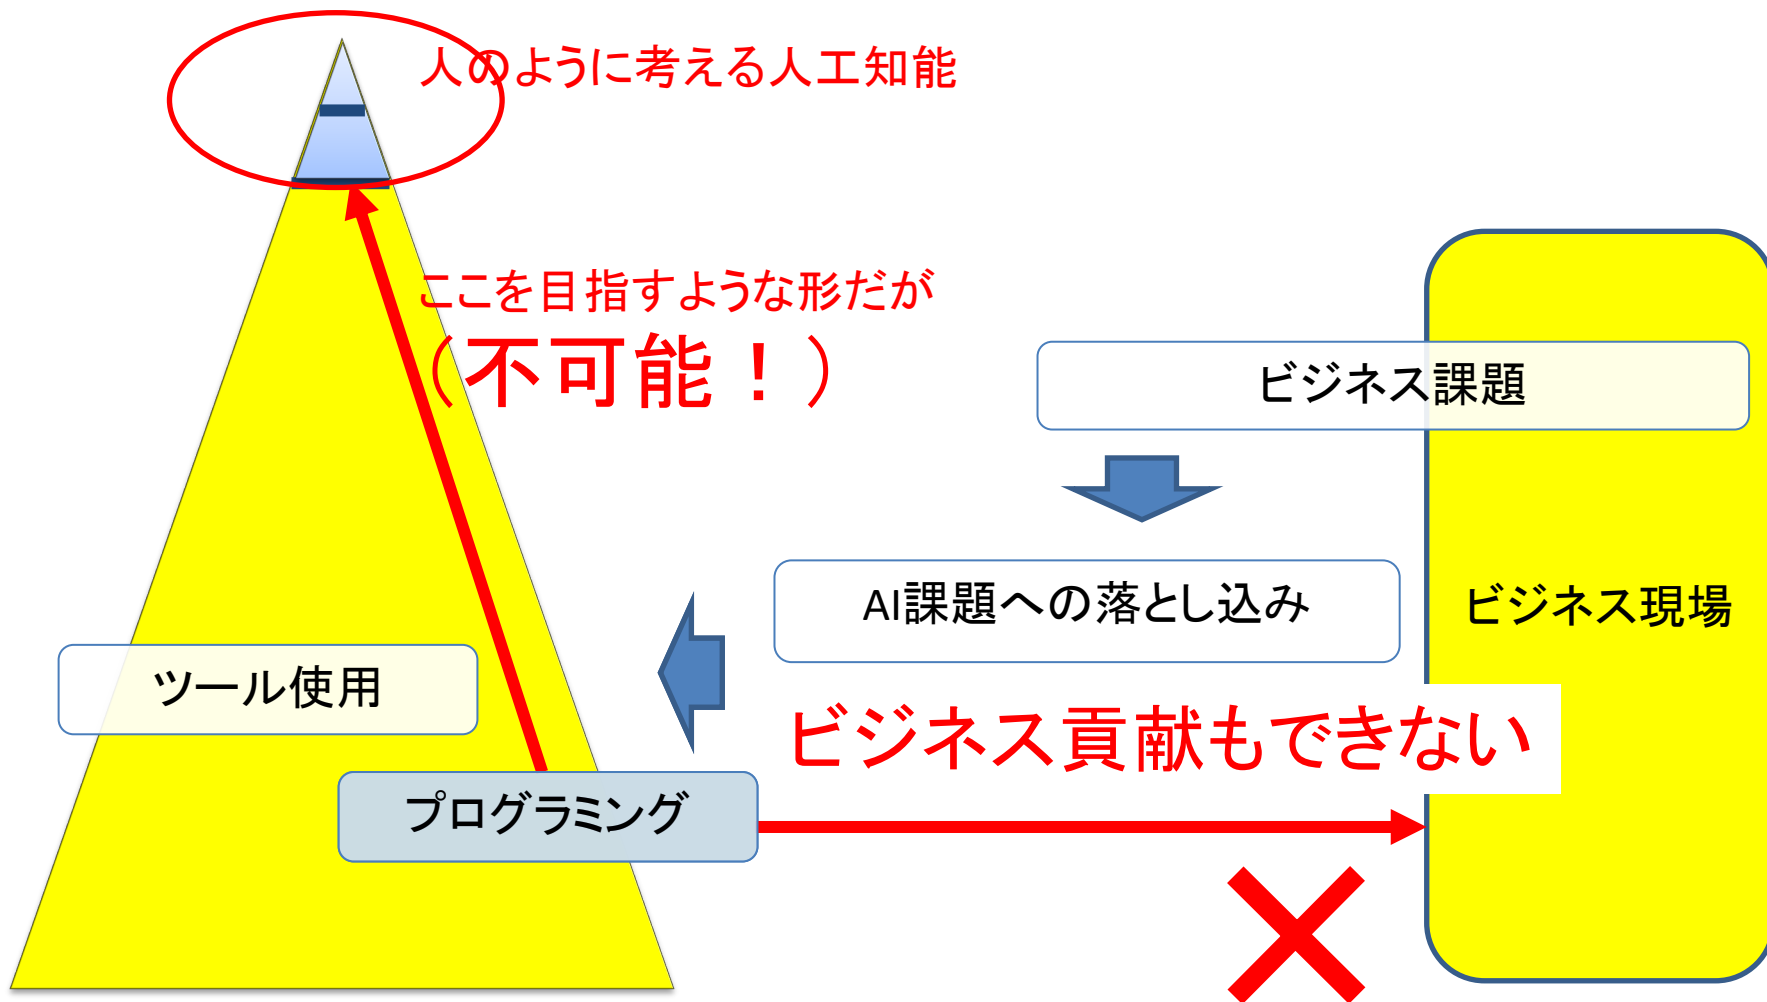 人のように考える人工知能
ここを目指すような形だが
（不可能！）
ビジネス課題
AI課題への落とし込み
ビジネス現場
ツール使用
ビジネス貢献もできない
プログラミング